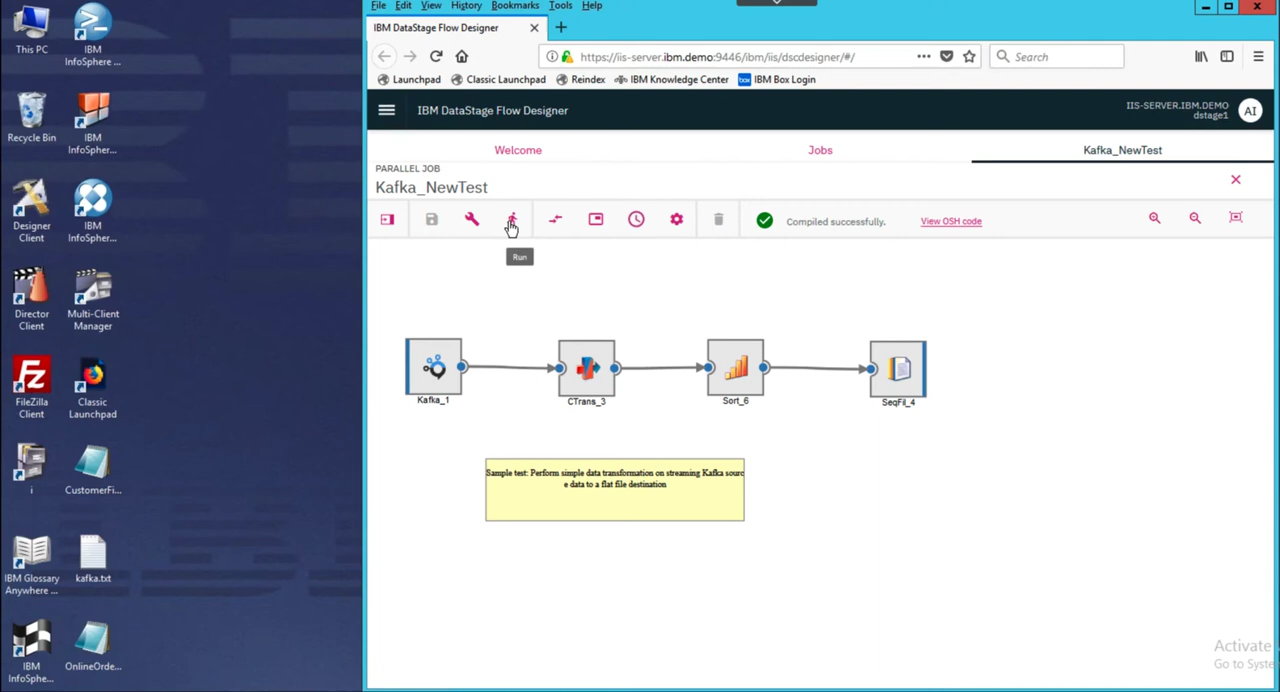 This PC
IBM
InfoSphere ...
Recycle Bin
IBM
InfoSpher...
Designer
Client
IBM
InfoSpher...
Director
Client
Multi-Client
Manager
FileZilla
Client
Classic
Launchpad
i
CustomerFi...
IBM Glossary
Anywhere ...
kafka.txt
IBM
InfoSphe...
OnlineOrde...
File Edit View History Bookmarks Tools Help
IBM DataStage Flow Designer
https://iis-server.ibm.demo:9446/ibm/iis/dscdesigner/#/
Search
Launchpad Classic Launchpad Reindex IBM Knowledge Center box IBM Box Login
IBM DataStage Flow Designer
IIS-SERVER.IBM.DEMO
dstage1
AI
Welcome Jobs Kafka_NewTest
PARALLEL JOB
Kafka_NewTest
Compiled successfully. View OSH code
Run
Kafka_1
CTrans_3
Sort_6
SeqFil_4
Sample test: Perform simple data transformation on streaming Kafka sourc
e data to a flat file destination
Activate
Go to Syste